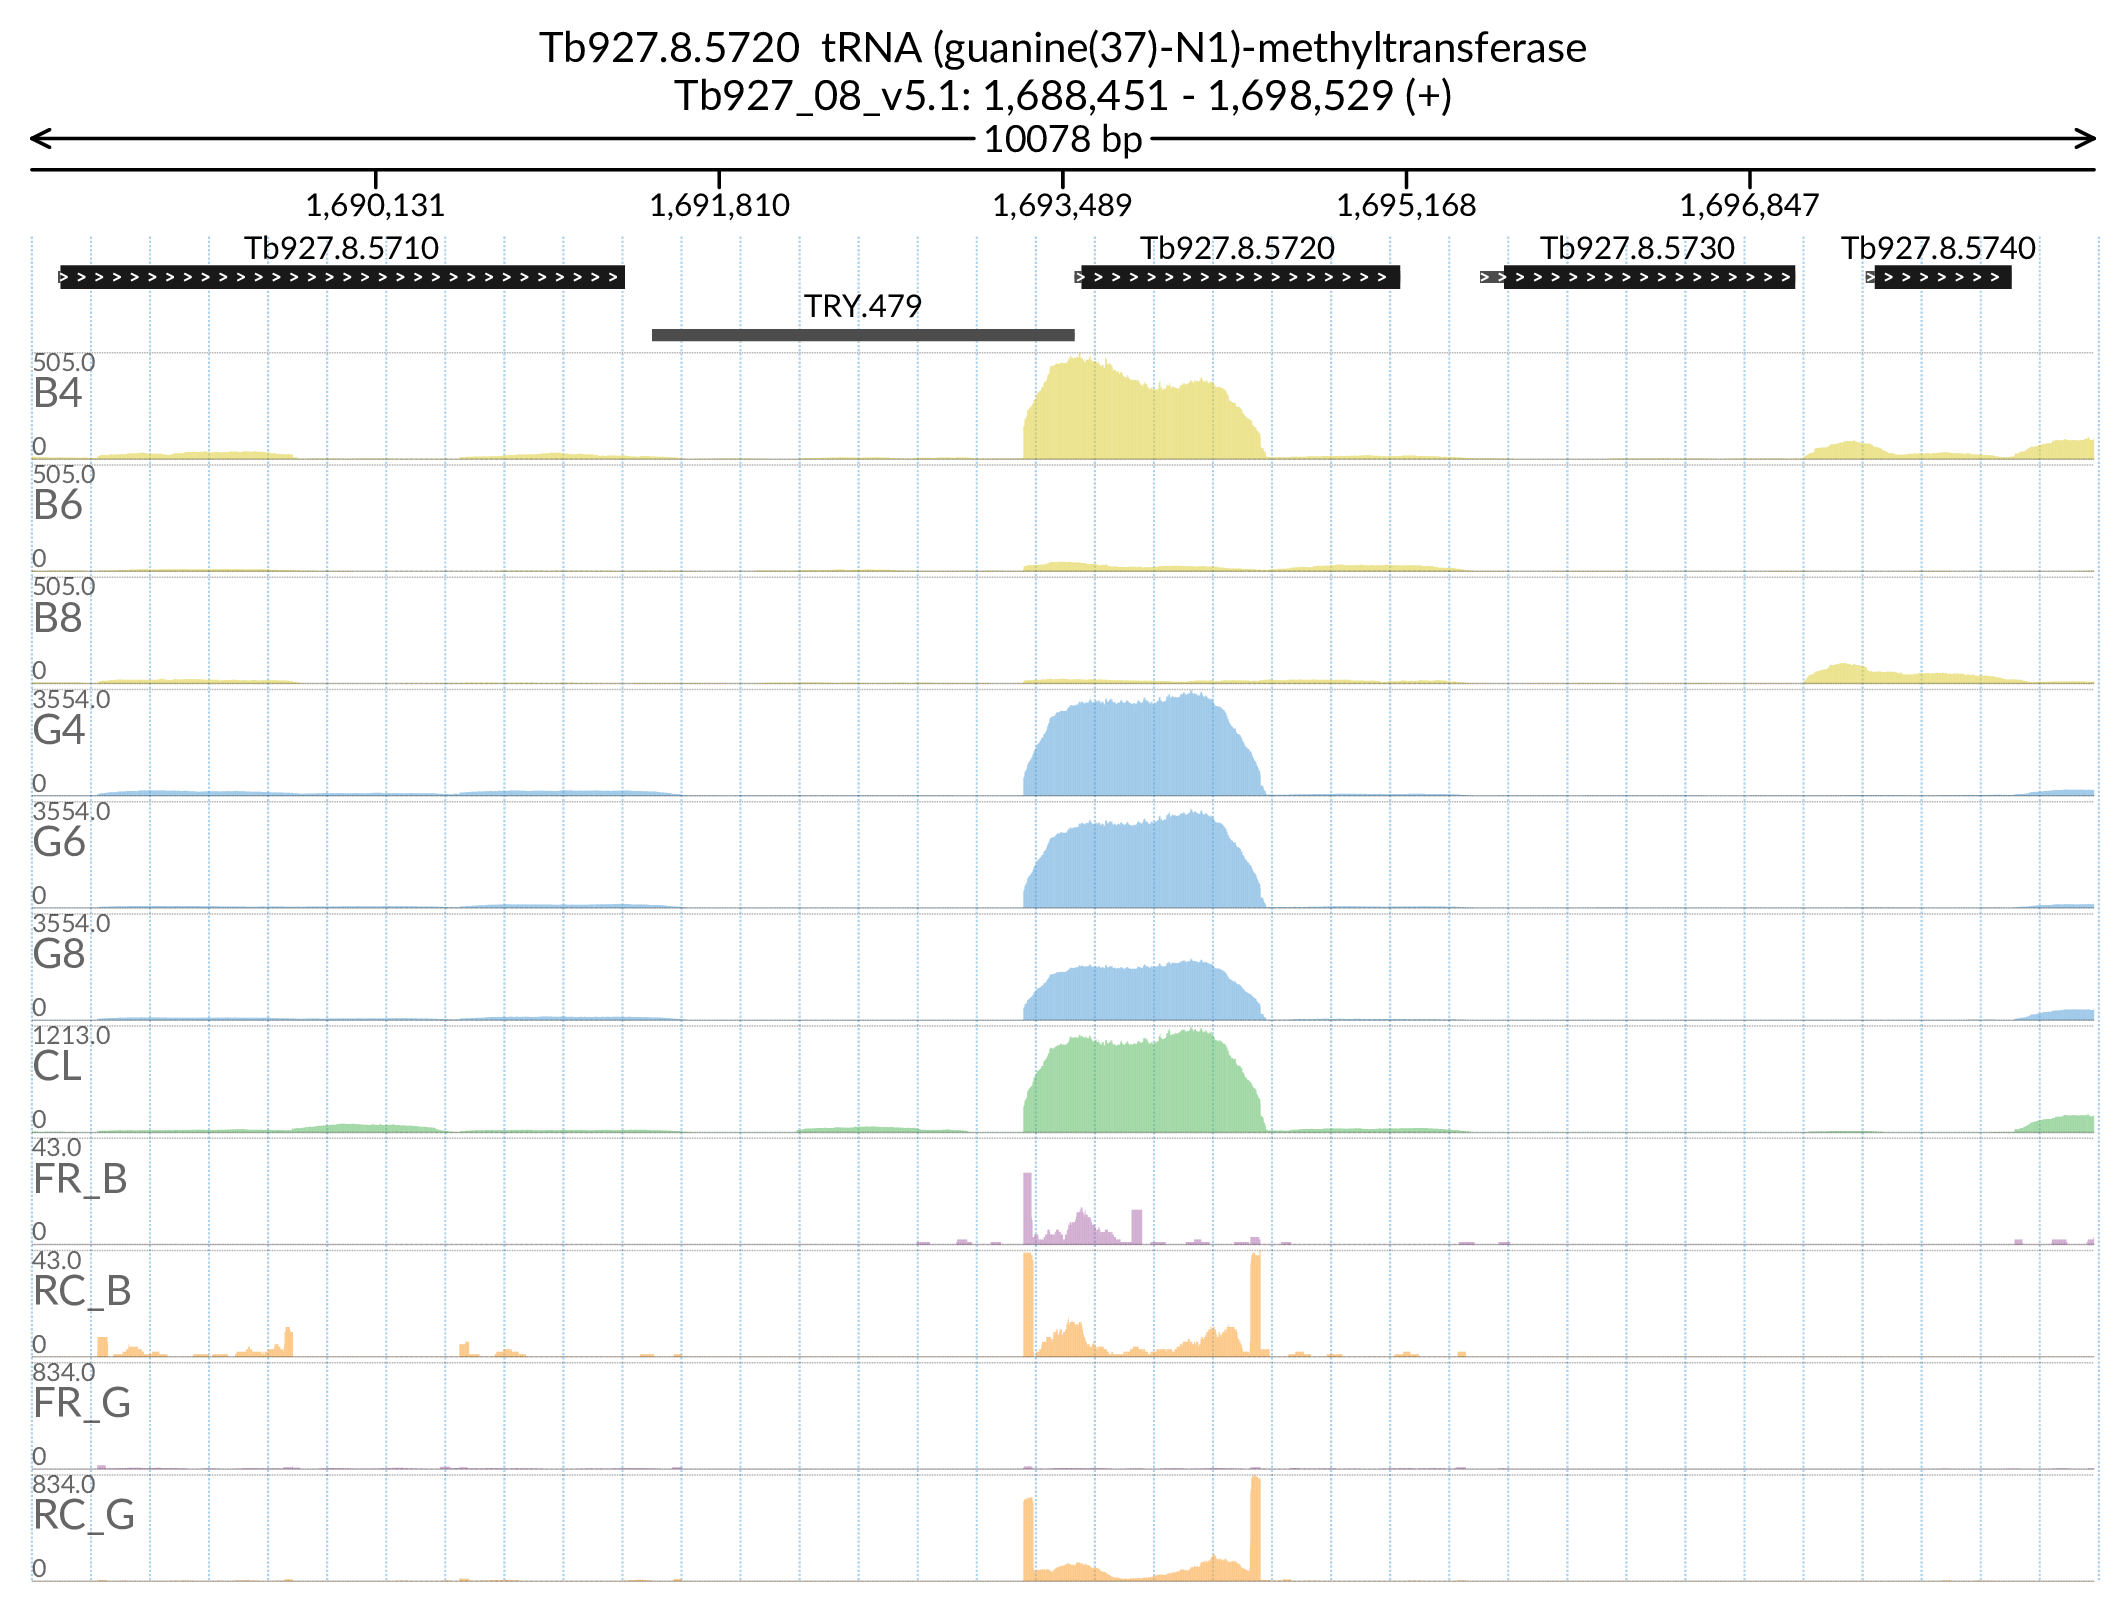 Tb927.8.5720 tRNA (guanine(37)-N1)-methyltransferase
Tb927_08_v5.1: 1,688,451 - 1,698,529 (+)
10078 bp
1,690,131 1,691,810 1,693,489 1,695,168 1,696,847
Tb927.8.5710 Tb927.8.5720 Tb927.8.5730 Tb927.8.5740
TRY.479
505.0
B4
0
505.0
B6
0
505.0
B8
0
3554.0
G4
0
3554.0
G6
0
3554.0
G8
0
1213.0
CL
0
43.0
FR_B
0
43.0
RC_B
0
834.0
FR_G
0
834.0
RC_G
0